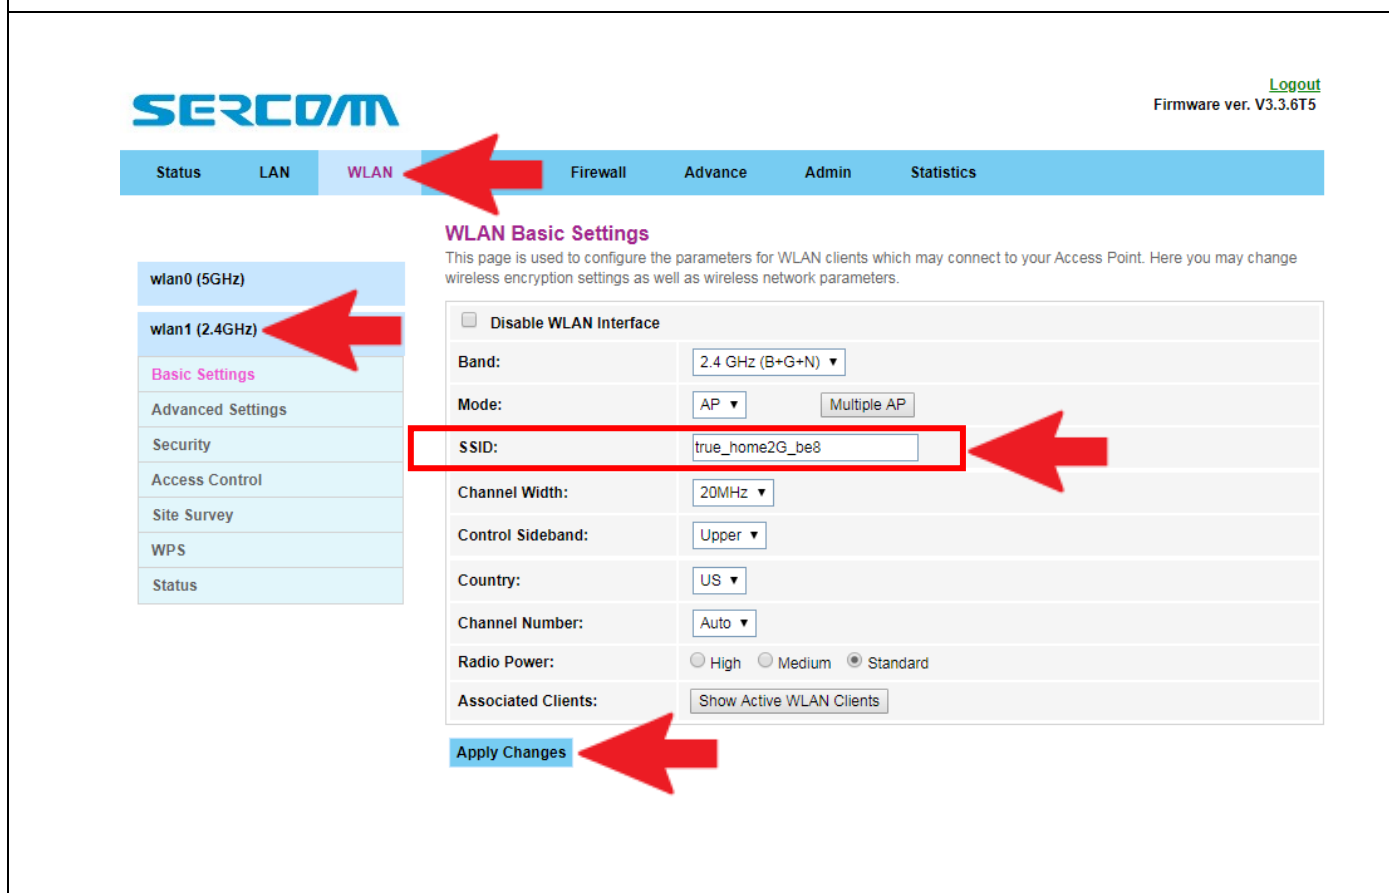 SERCOMM
Logout
Firmware ver. V3.3.6T5
Status LAN WLAN Firewall Advance Admin Statistics
wlan0 (5GHz)
wlan1 (2.4GHz)
Basic Settings
Advanced Settings
Security
Access Control
Site Survey
WPS
Status
WLAN Basic Settings
This page is used to configure the parameters for WLAN clients which may connect to your Access Point. Here you may change
wireless encryption settings as well as wireless network parameters.
Disable WLAN Interface
Band: 2.4 GHz (B+G+N)
Mode: AP Multiple AP
SSID: true_home2G_be8
Channel Width: 20MHz
Control Sideband: Upper
Country: US
Channel Number: Auto
Radio Power: High Medium Standard
Associated Clients: Show Active WLAN Clients
Apply Changes